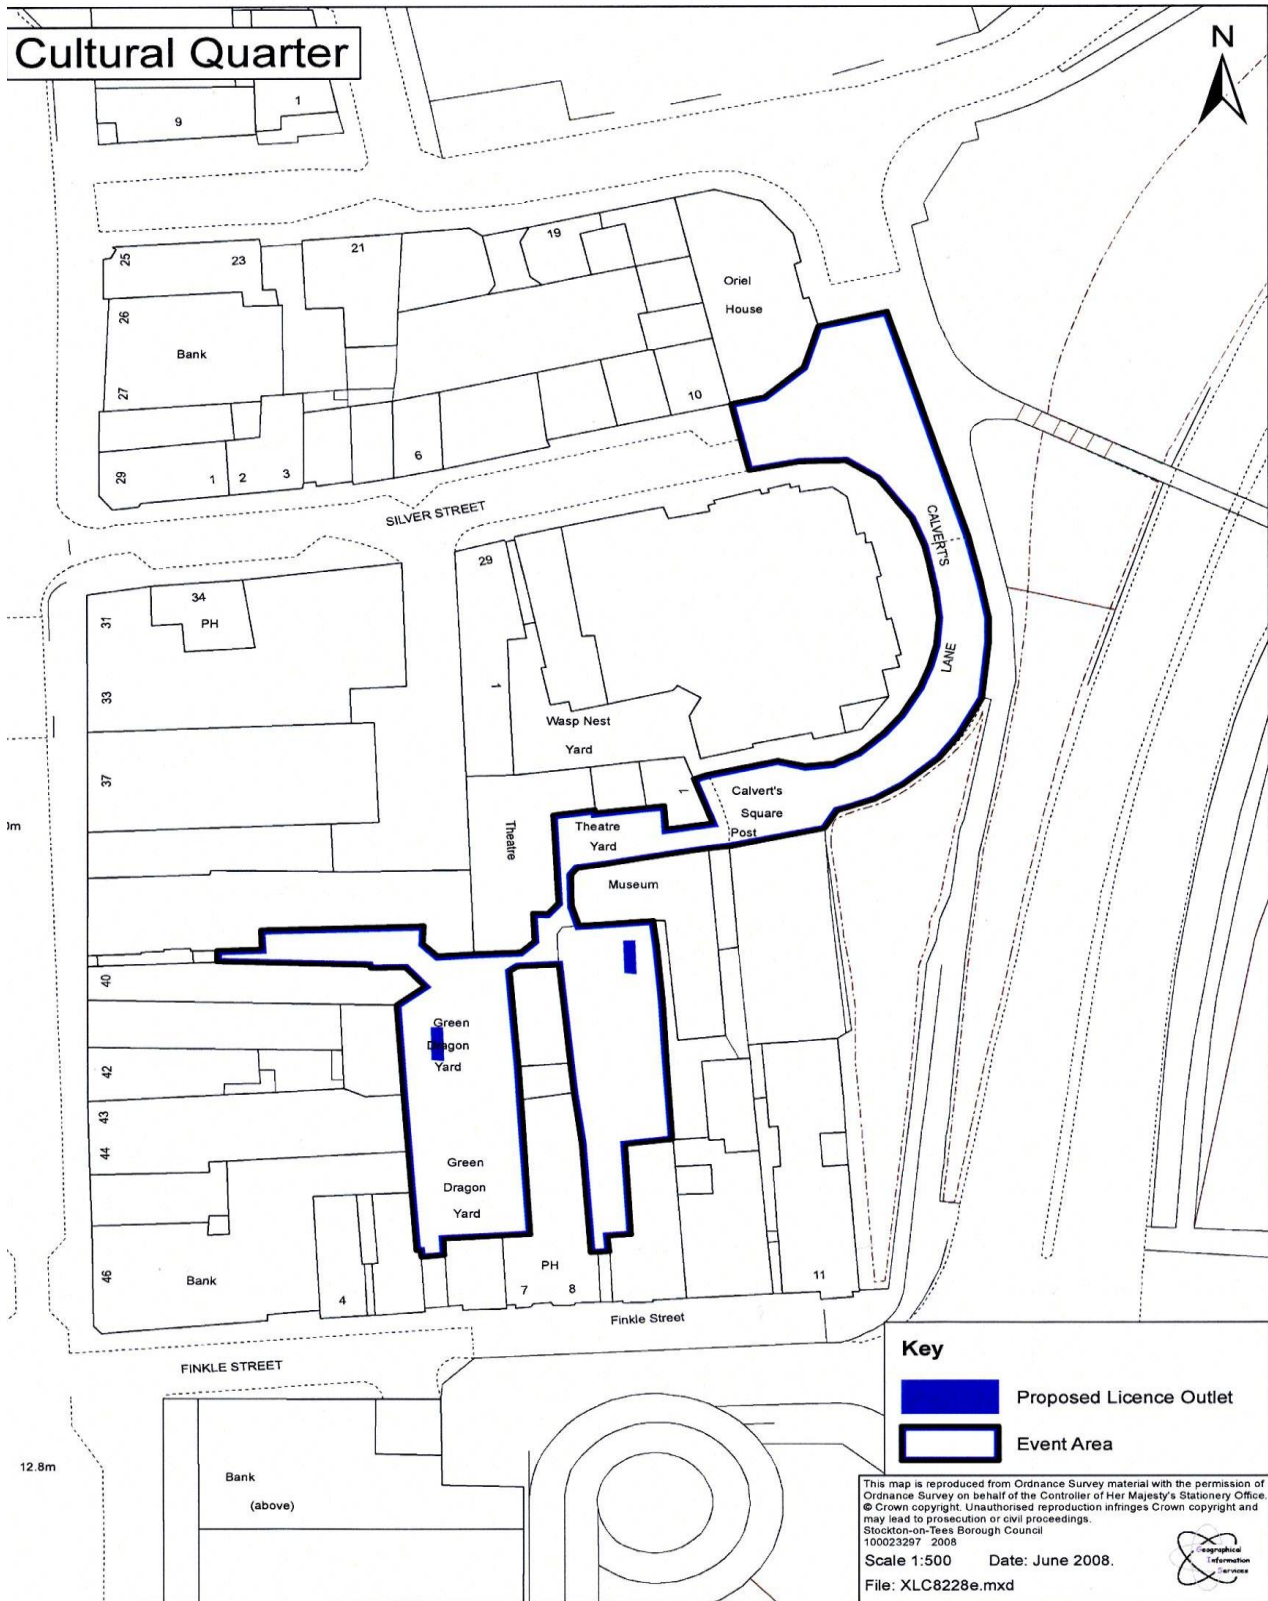 Cultural Quarter
N
1
9
25
23
21
19
Oriel
House
26
Bank
27
10
6
29
1
2
3
SILVER STREET
CALVERT'S
LANE
29
34
PH
31
33
1
Wasp Nest
Yard
37
1
Calvert's
Square
Post
Theatre
Theatre
Yard
0m
Museum
40
Green
Dragon
Yard
42
43
44
Green
Dragon
Yard
46
Bank
4
PH
7
8
11
Finkle Street
FINKLE STREET
12.8m
Bank
(above)
Key
Proposed Licence Outlet
Event Area
This map is reproduced from Ordnance Survey material with the permission of
Ordnance Survey on behalf of the Controller of Her Majesty's Stationery Office.
© Crown copyright. Unauthorised reproduction infringes Crown copyright and
may lead to prosecution or civil proceedings.
Stockton-on-Tees Borough Council
100023297 2008
Scale 1:500 Date: June 2008.
File: XLC8228e.mxd
Geographical
Information
Services